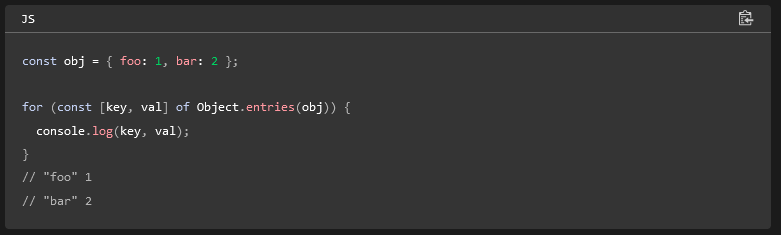 JS
const obj = { foo: 1, bar: 2 };
for (const [key, val] of Object.entries(obj)) {
  console.log(key, val);
}
// "foo" 1
// "bar" 2